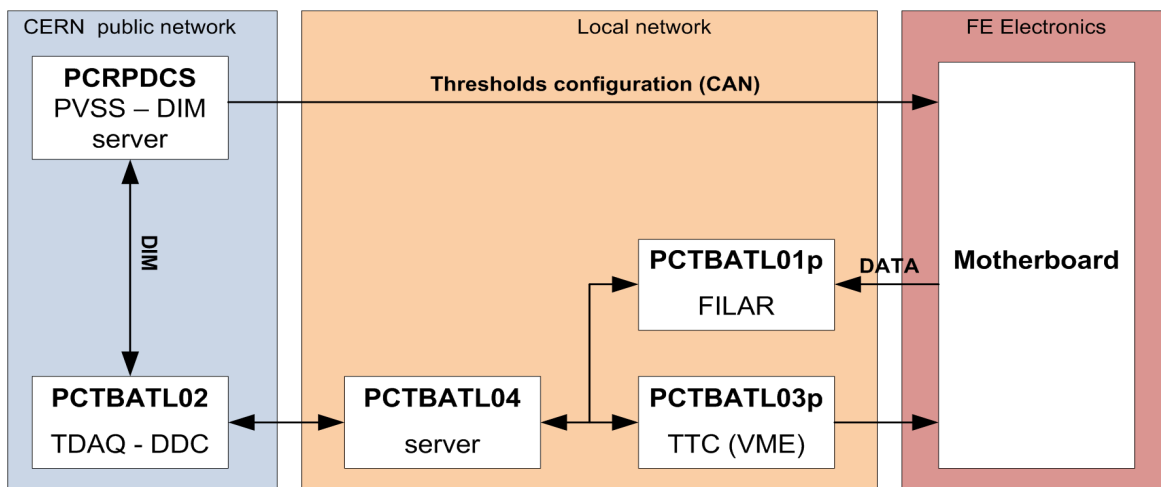 CERN  public network
Local network
FE Electronics
PCRPDCS
PVSS – DIM
server
Thresholds configuration (CAN)
DIM
PCTBATL01p
FILAR
DATA
Motherboard
PCTBATL02
TDAQ - DDC
PCTBATL04
server
PCTBATL03p
TTC (VME)